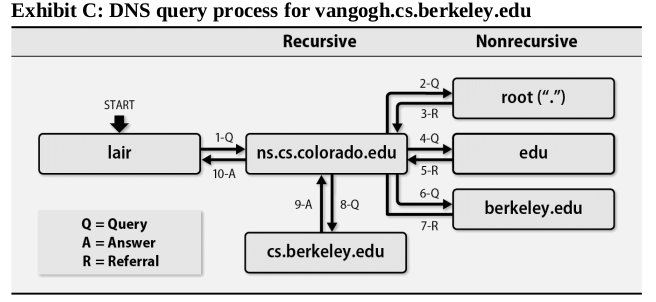 Exhibit C: DNS query process for vangogh.cs.berkeley.edu
Recursive Nonrecursive
START
lair
1-Q
10-A
ns.cs.colorado.edu
2-Q
3-R
root (“.”)
4-Q
5-R
edu
6-Q
7-R
berkeley.edu
9-A
8-Q
cs.berkeley.edu
Q = Query
A = Answer
R = Referral